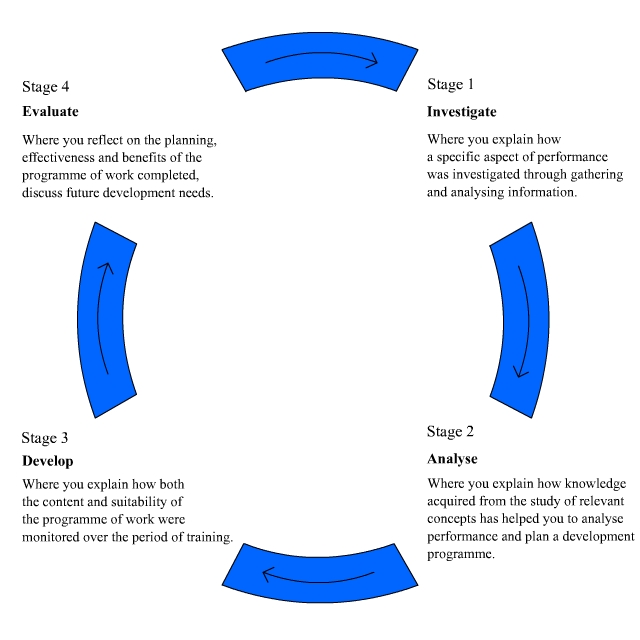 Stage 1
Investigate
Where you explain how
a specific aspect of performance
was investigated through gathering
and analysing information.
Stage 2
Analyse
Where you explain how knowledge
acquired from the study of relevant
concepts has helped you to analyse
performance and plan a development
programme.
Stage 3
Develop
Where you explain how both
the content and suitability of
the programme of work were
monitored over the period of training.
Stage 4
Evaluate
Where you reflect on the planning,
effectiveness and benefits of the
programme of work completed,
discuss future development needs.